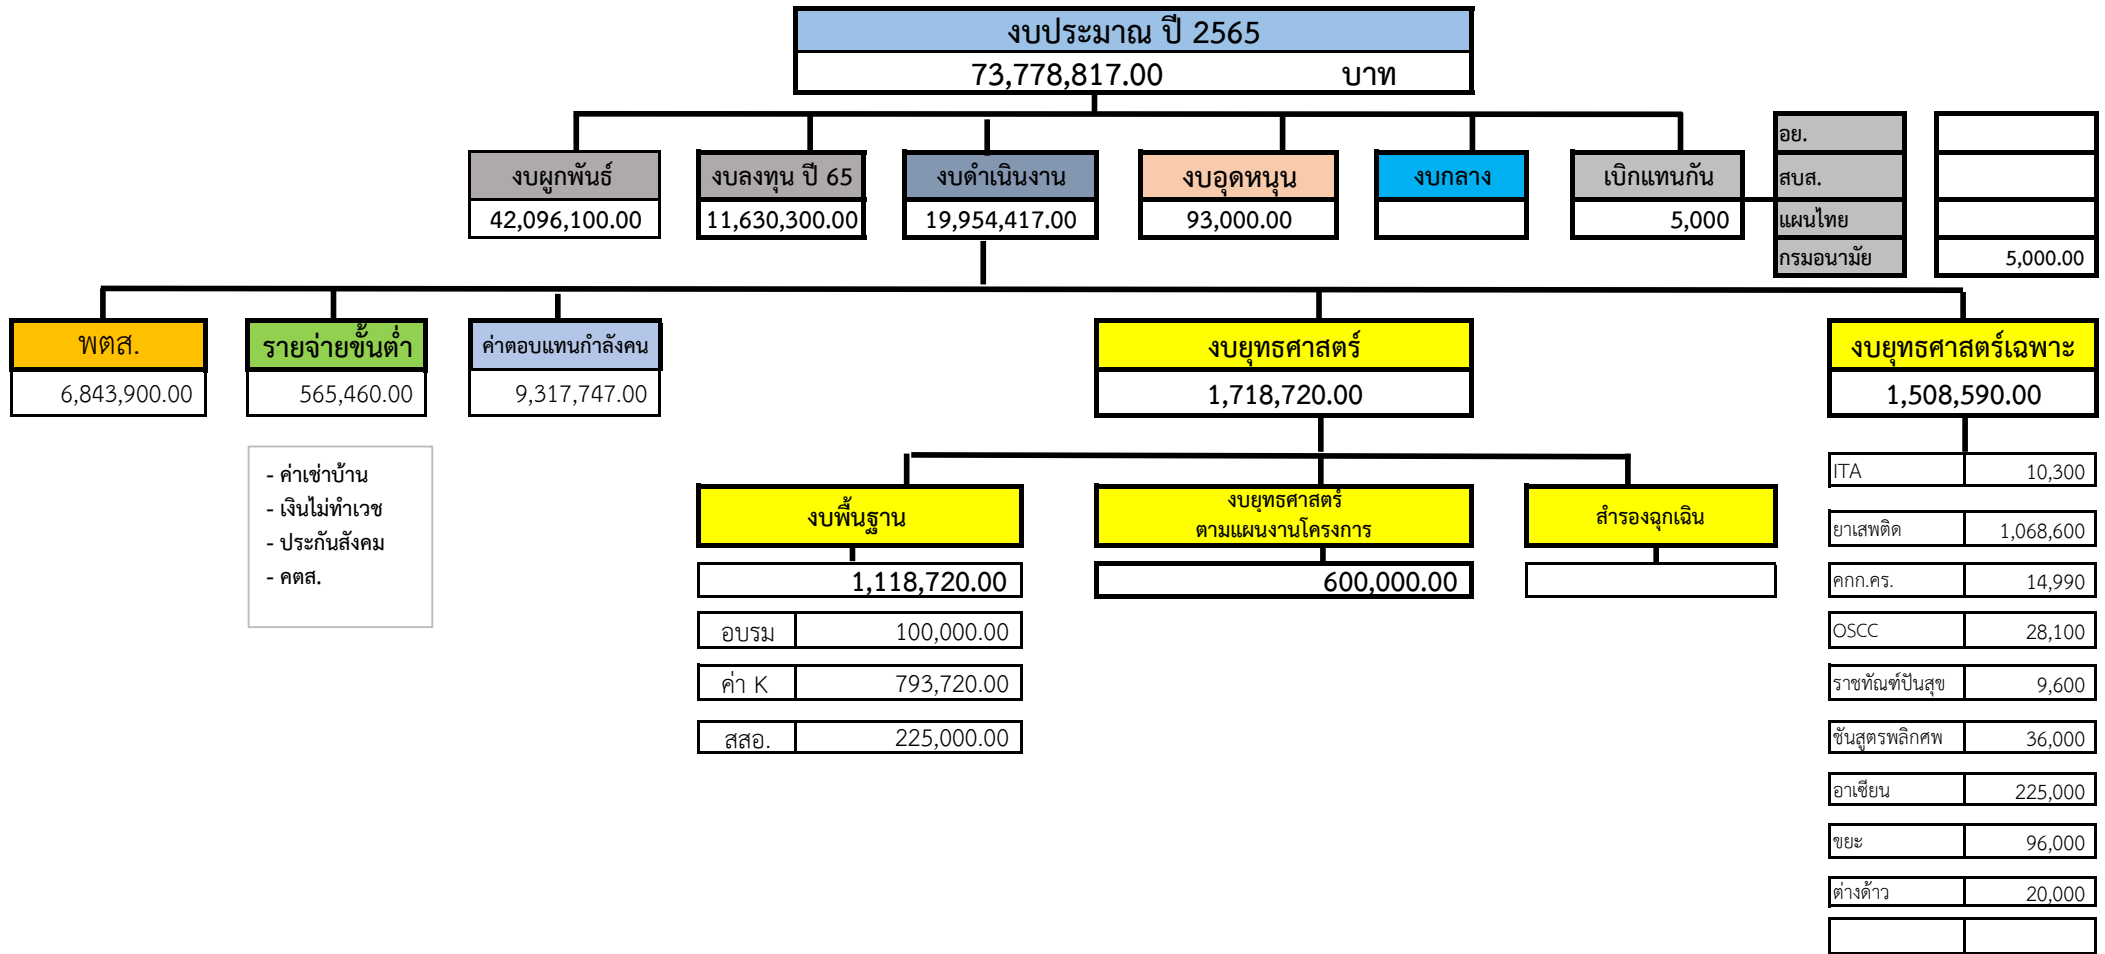 งบประมาณ ปี 2565
73,778,817.00 บาท
งบผูกพันธ์
42,096,100.00
งบลงทุน ปี 65
11,630,300.00
งบดำเนินงาน
19,954,417.00
งบอุดหนุน
93,000.00
งบกลาง
เบิกแทนกัน
5,000
อย.
สบส.
แผนไทย
กรมอนามัย 5,000.00
พตส.
6,843,900.00
รายจ่ายขั้นต่ำ
565,460.00
- ค่าเช่าบ้าน
- เงินไม่ทำเวช
- ประกันสังคม
- คตส.
ค่าตอบแทนกำลังคน
9,317,747.00
งบยุทธศาสตร์
1,718,720.00
งบพื้นฐาน
1,118,720.00
อบรม 100,000.00
ค่า K 793,720.00
สสอ. 225,000.00
งบยุทธศาสตร์
ตามแผนงานโครงการ
600,000.00
สำรองฉุกเฉิน
งบยุทธศาสตร์เฉพาะ
1,508,590.00
ITA 10,300
ยาเสพติด 1,068,600
คกก.คร. 14,990
OSCC 28,100
ราชทัณฑ์ปันสุข 9,600
ชันสูตรพลิกศพ 36,000
อาเซียน 225,000
ขยะ 96,000
ต่างด้าว 20,000